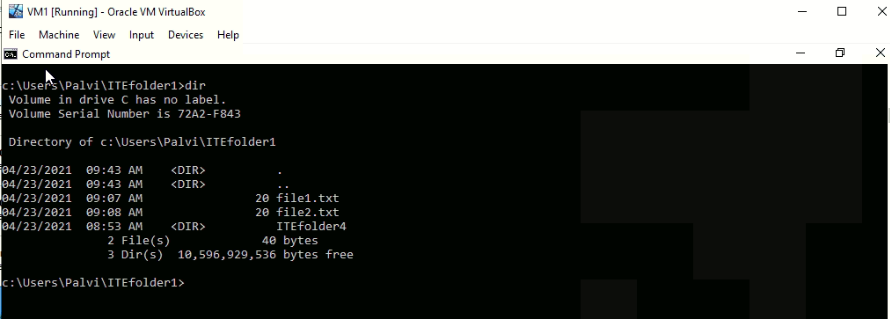 VM1 [Running] - Oracle VM VirtualBox
File Machine View Input Devices Help
Command Prompt
c:\Users\Palvi\ITEfolder1>dir
Volume in drive C has no label.
Volume Serial Number is 72A2-F843
Directory of c:\Users\Palvi\ITEfolder1
04/23/2021 09:43 AM <DIR> .
04/23/2021 09:43 AM <DIR> ..
04/23/2021 09:07 AM 20 file1.txt
04/23/2021 09:08 AM 20 file2.txt
04/23/2021 08:53 AM <DIR> ITEfolder4
2 File(s) 40 bytes
3 Dir(s) 10,596,929,536 bytes free
c:\Users\Palvi\ITEfolder1>